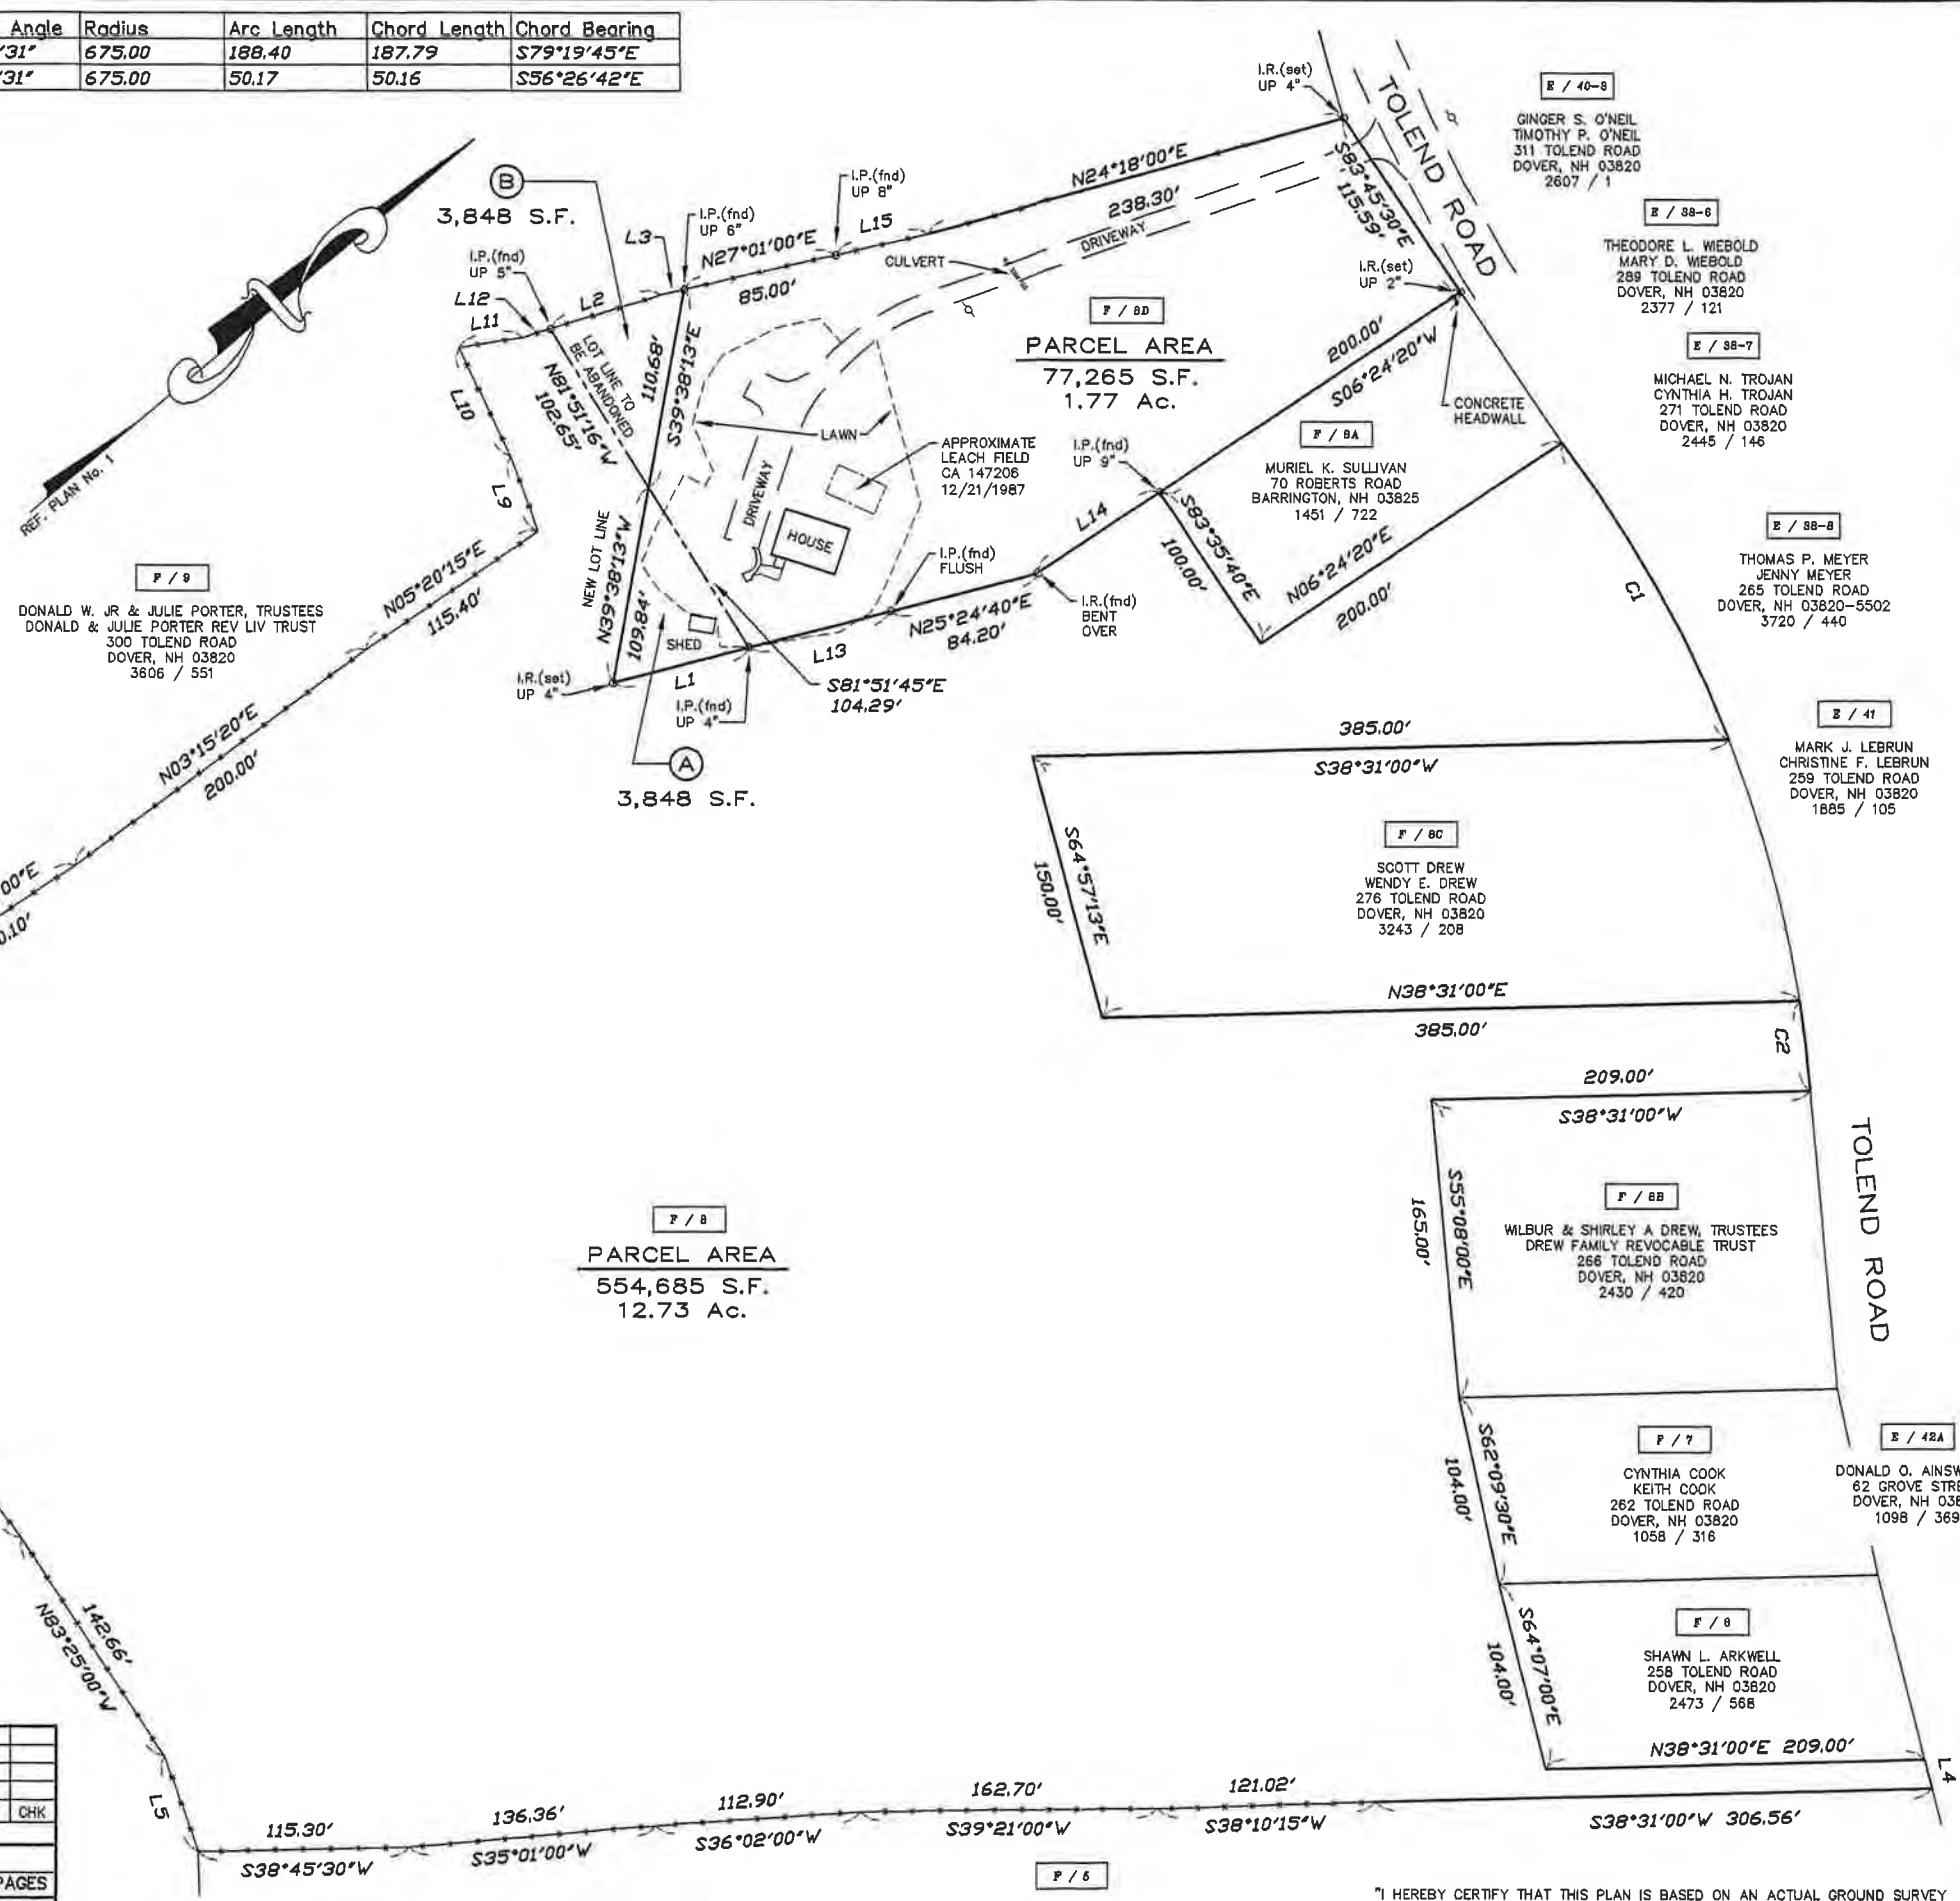 Angle Radius Arc Length Chord Length Chord Bearing
'31" 675.00 188.40 187.79 S79°19'45"E
'31" 675.00 50.17 50.16 S56°26'42"E
REF. PLAN No. 1
B
3,848 S.F.
I.P.(fnd)
UP 5"
L12
L11
L2
L3
I.P.(fnd)
UP 6"
N27°01'00"E
85.00'
I.P.(fnd)
UP 8"
L15
CULVERT
N24°18'00"E
238.30'
DRIVEWAY
I.R.(set)
UP 4"
TOLEND ROAD
S83°45'30"E
115.59'
I.R.(set)
UP 2"
E / 40-8
GINGER S. O'NEIL
TIMOTHY P. O'NEIL
311 TOLEND ROAD
DOVER, NH 03820
2607 / 1
E / 38-6
THEODORE L. WIEBOLD
MARY D. WIEBOLD
289 TOLEND ROAD
DOVER, NH 03820
2377 / 121
E / 38-7
MICHAEL N. TROJAN
CYNTHIA H. TROJAN
271 TOLEND ROAD
DOVER, NH 03820
2445 / 146
L10
L9
LOT LINE TO
BE ABANDONED
N81°51'16"W
102.65'
110.68'
S39°38'13"E
F / 8D
PARCEL AREA
77,265 S.F.
1.77 Ac.
200.00'
S06°24'20"W
CONCRETE
HEADWALL
LAWN
APPROXIMATE
LEACH FIELD
CA 147206
12/21/1987
I.P.(fnd)
UP 9"
F / 8A
MURIEL K. SULLIVAN
70 ROBERTS ROAD
BARRINGTON, NH 03825
1451 / 722
DRIVEWAY
HOUSE
L14
S83°35'40"E
100.00'
N06°24'20"E
200.00'
C1
E / 38-8
THOMAS P. MEYER
JENNY MEYER
265 TOLEND ROAD
DOVER, NH 03820-5502
3720 / 440
F / 9
DONALD W. JR & JULIE PORTER, TRUSTEES
DONALD & JULIE PORTER REV LIV TRUST
300 TOLEND ROAD
DOVER, NH 03820
3606 / 551
N05°20'15"E
115.40'
NEW LOT LINE
N39°38'13"W
109.84'
SHED
I.P.(fnd)
FLUSH
N25°24'40"E
84.20'
I.R.(fnd)
BENT
OVER
I.R.(set)
UP 4"
L1
L13
I.P.(fnd)
UP 4"
S81°51'45"E
104.29'
A
3,848 S.F.
N03°15'20"E
200.00'
00"E
0.10'
385.00'
S38°31'00"W
E / 41
MARK J. LEBRUN
CHRISTINE F. LEBRUN
259 TOLEND ROAD
DOVER, NH 03820
1885 / 105
S64°57'13"E
150.00'
F / 8C
SCOTT DREW
WENDY E. DREW
276 TOLEND ROAD
DOVER, NH 03820
3243 / 208
N38°31'00"E
385.00'
C2
209.00'
S38°31'00"W
TOLEND ROAD
S55°08'00"E
165.00'
F / 8B
WILBUR & SHIRLEY A DREW, TRUSTEES
DREW FAMILY REVOCABLE TRUST
266 TOLEND ROAD
DOVER, NH 03820
2430 / 420
F / 8
PARCEL AREA
554,685 S.F.
12.73 Ac.
S62°09'30"E
104.00'
F / 7
CYNTHIA COOK
KEITH COOK
262 TOLEND ROAD
DOVER, NH 03820
1058 / 316
E / 42A
DONALD O. AINSW
62 GROVE STRE
DOVER, NH 038
1098 / 369
S64°07'00"E
104.00'
F / 6
SHAWN L. ARKWELL
258 TOLEND ROAD
DOVER, NH 03820
2473 / 568
N38°31'00"E 209.00'
L4
142.66'
N83°25'00"W
L5
CHK
PAGES
115.30'
S38°45'30"W
136.36'
S35°01'00"W
112.90'
S36°02'00"W
162.70'
S39°21'00"W
121.02'
S38°10'15"W
S38°31'00"W 306.56'
F / 5
"I HEREBY CERTIFY THAT THIS PLAN IS BASED ON AN ACTUAL GROUND SURVEY